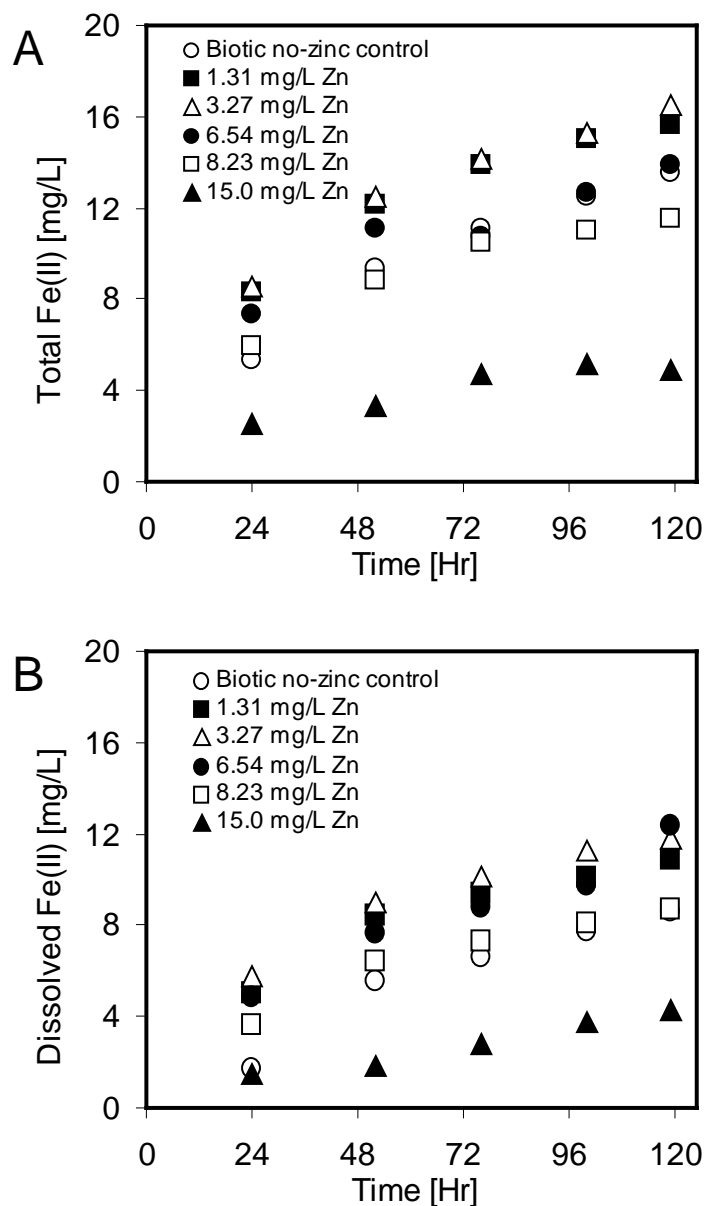 A
Biotic no-zinc control
1.31 mg/L Zn
3.27 mg/L Zn
6.54 mg/L Zn
8.23 mg/L Zn
15.0 mg/L Zn
Total Fe(II) [mg/L]
20
16
12
8
4
0
0 24 48 72 96 120
Time [Hr]
B
Biotic no-zinc control
1.31 mg/L Zn
3.27 mg/L Zn
6.54 mg/L Zn
8.23 mg/L Zn
15.0 mg/L Zn
Dissolved Fe(II) [mg/L]
20
16
12
8
4
0
0 24 48 72 96 120
Time [Hr]